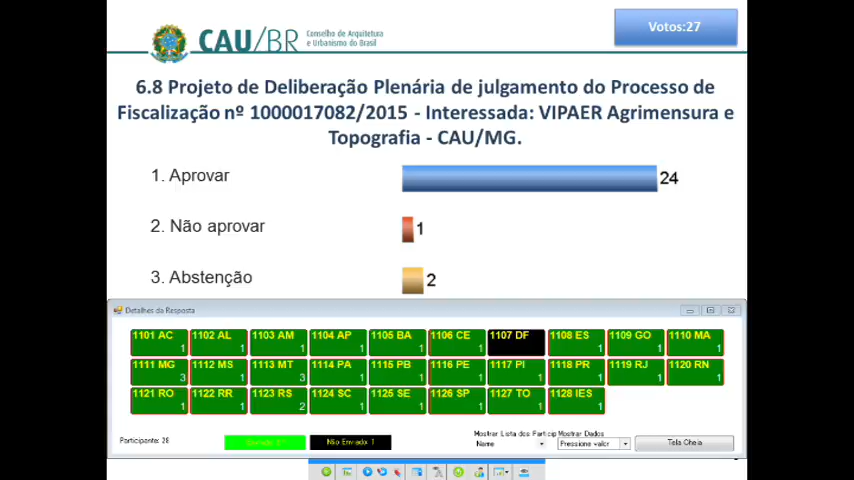 CAU/BR
Conselho de Arquitetura
e Urbanismo do Brasil
Votos:27
6.8 Projeto de Deliberação Plenária de julgamento do Processo de
Fiscalização nº 1000017082/2015 - Interessada: VIPAER Agrimensura e
Topografia - CAU/MG.
1. Aprovar 24
2. Não aprovar 1
3. Abstenção 2
Detalhes da Resposta
1101 AC 1102 AL 1103 AM 1104 AP 1105 BA 1106 CE 1107 DF 1108 ES 1109 GO 1110 MA
1 1 1 1 1 1 1 1 1
1111 MG 1112 MS 1113 MT 1114 PA 1115 PB 1116 PE 1117 PI 1118 PR 1119 RJ 1120 RN
3 1 3 1 1 1 1 1 1 1
1121 RO 1122 RR 1123 RS 1124 SC 1125 SE 1126 SP 1127 TO 1128 IES
1 1 2 1 1 1 1 1
Participante: 28
Não Enviado: 1
Mostrar Lista dos Particip Mostrar Dados
Name
Pressione valor
Tela Cheia